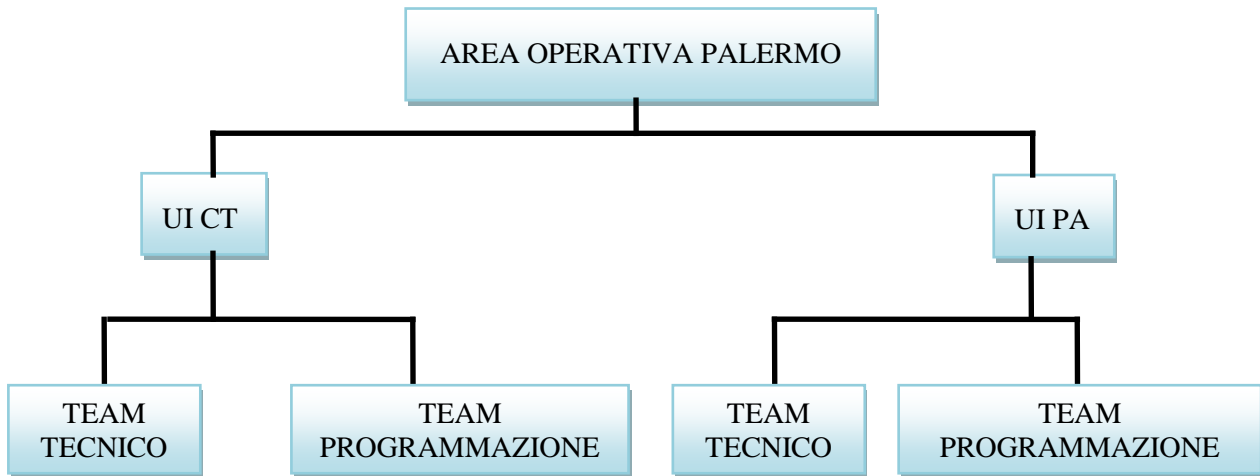 AREA OPERATIVA PALERMO
UI CT
UI PA
TEAM
TECNICO
TEAM
PROGRAMMAZIONE
TEAM
TECNICO
TEAM
PROGRAMMAZIONE